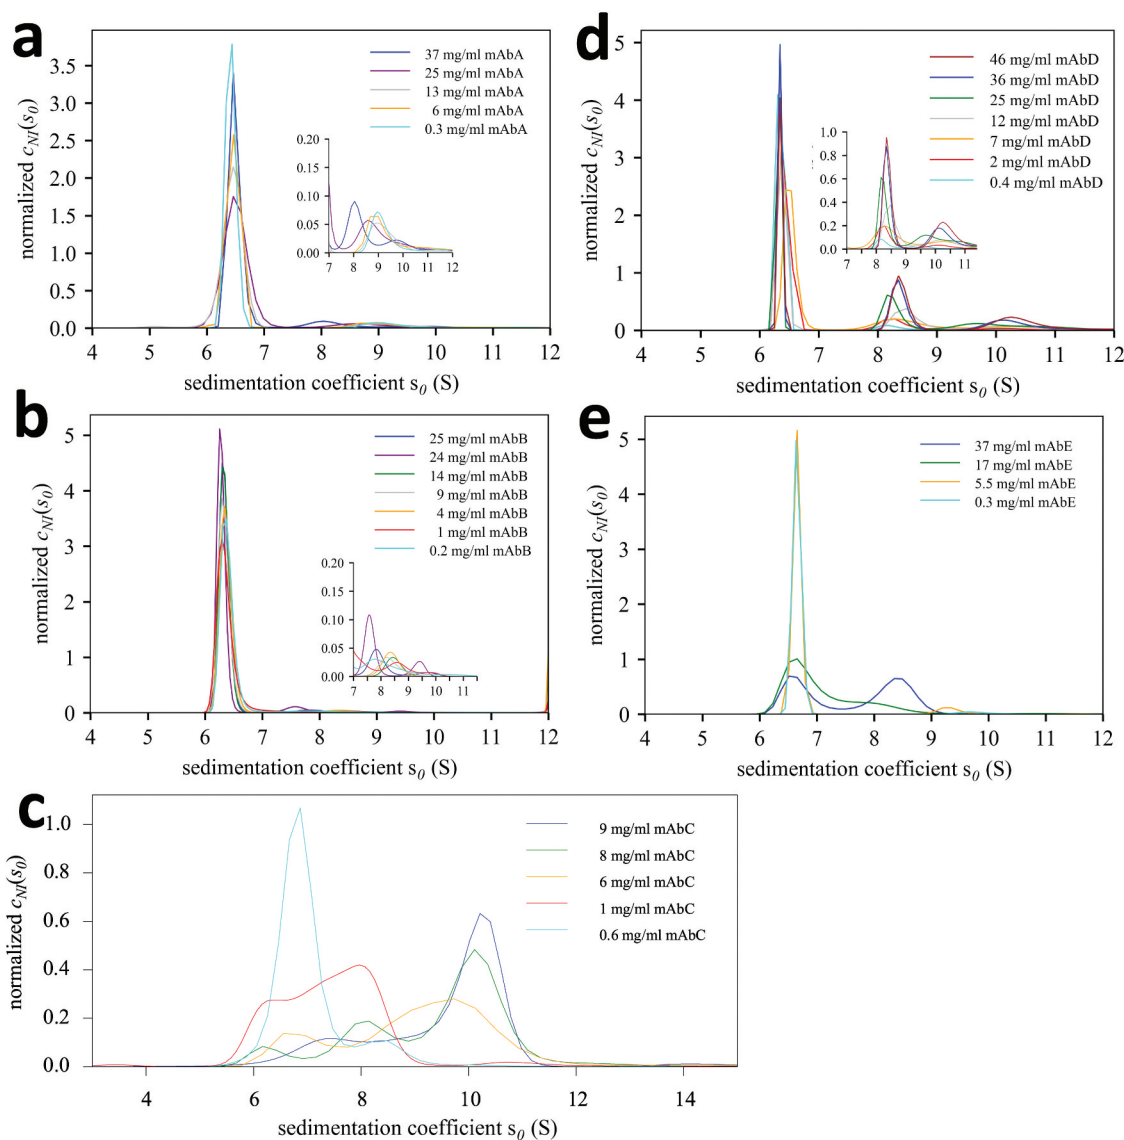 a
normalized c_NI(s_0)
3.5
3.0
2.5
2.0
1.5
1.0
0.5
0.0
4 5 6 7 8 9 10 11 12
sedimentation coefficient s_0 (S)
37 mg/ml mAbA
25 mg/ml mAbA
13 mg/ml mAbA
6 mg/ml mAbA
0.3 mg/ml mAbA
0.20
0.15
0.10
0.05
0.00
7 8 9 10 11 12
d
normalized c_NI(s_0)
5
4
3
2
1
0
4 5 6 7 8 9 10 11 12
sedimentation coefficient s_0 (S)
46 mg/ml mAbD
36 mg/ml mAbD
25 mg/ml mAbD
12 mg/ml mAbD
7 mg/ml mAbD
2 mg/ml mAbD
0.4 mg/ml mAbD
1.0
0.8
0.6
0.4
0.2
0.0
7 8 9 10 11
b
normalized c_NI(s_0)
5
4
3
2
1
0
4 5 6 7 8 9 10 11 12
sedimentation coefficient s_0 (S)
25 mg/ml mAbB
24 mg/ml mAbB
14 mg/ml mAbB
9 mg/ml mAbB
4 mg/ml mAbB
1 mg/ml mAbB
0.2 mg/ml mAbB
0.20
0.15
0.10
0.05
0.00
7 8 9 10 11
e
normalized c_NI(s_0)
5
4
3
2
1
0
4 5 6 7 8 9 10 11 12
sedimentation coefficient s_0 (S)
37 mg/ml mAbE
17 mg/ml mAbE
5.5 mg/ml mAbE
0.3 mg/ml mAbE
c
normalized c_NI(s_0)
1.0
0.8
0.6
0.4
0.2
0.0
4 6 8 10 12 14
sedimentation coefficient s_0 (S)
9 mg/ml mAbC
8 mg/ml mAbC
6 mg/ml mAbC
1 mg/ml mAbC
0.6 mg/ml mAbC